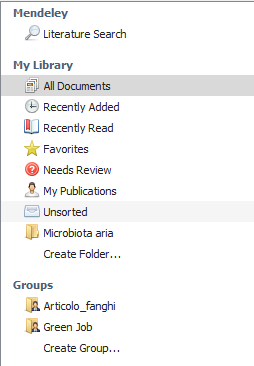 Mendeley
Literature Search
My Library
All Documents
Recently Added
Recently Read
Favorites
Needs Review
My Publications
Unsorted
Microbiota aria
Create Folder...
Groups
Articolo_fanghi
Green Job
Create Group...